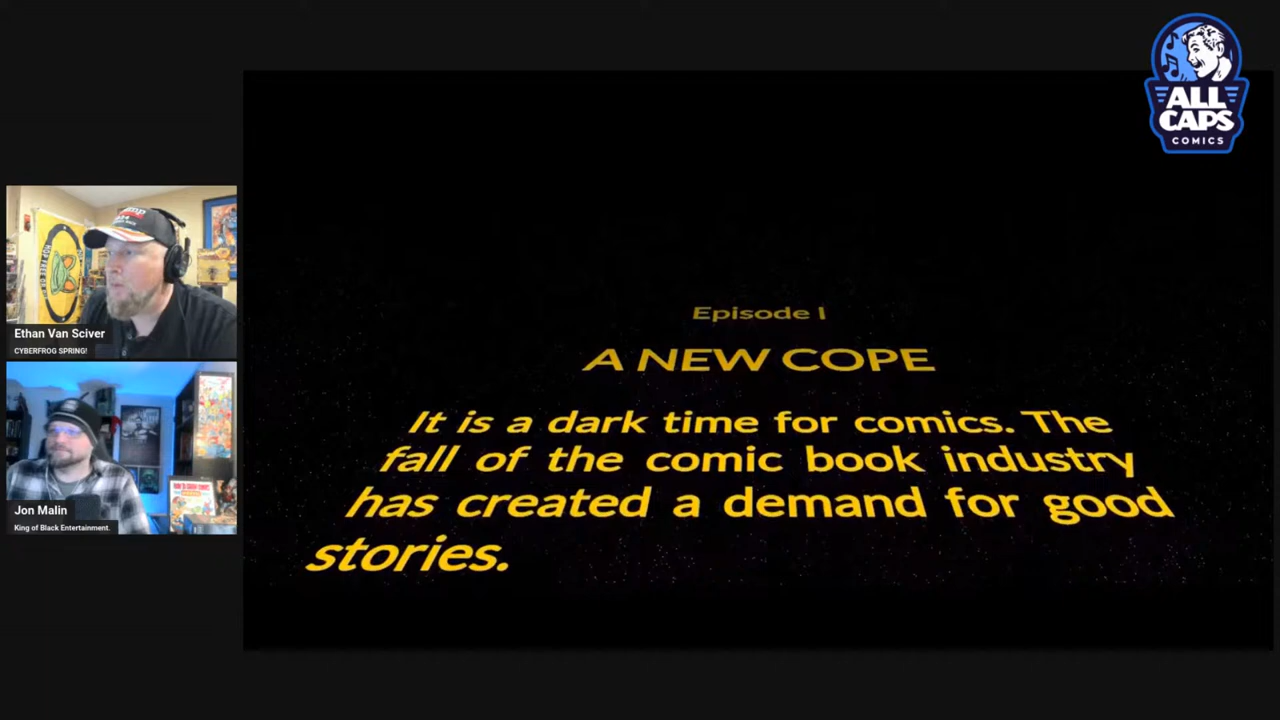 ALL
CAPS
COMICS
Ethan Van Sciver
CYBERFROG SPRING!
Jon Malin
King of Black Entertainment.
Episode I
A NEW COPE
It is a dark time for comics. The
fall of the comic book industry
has created a demand for good
stories.